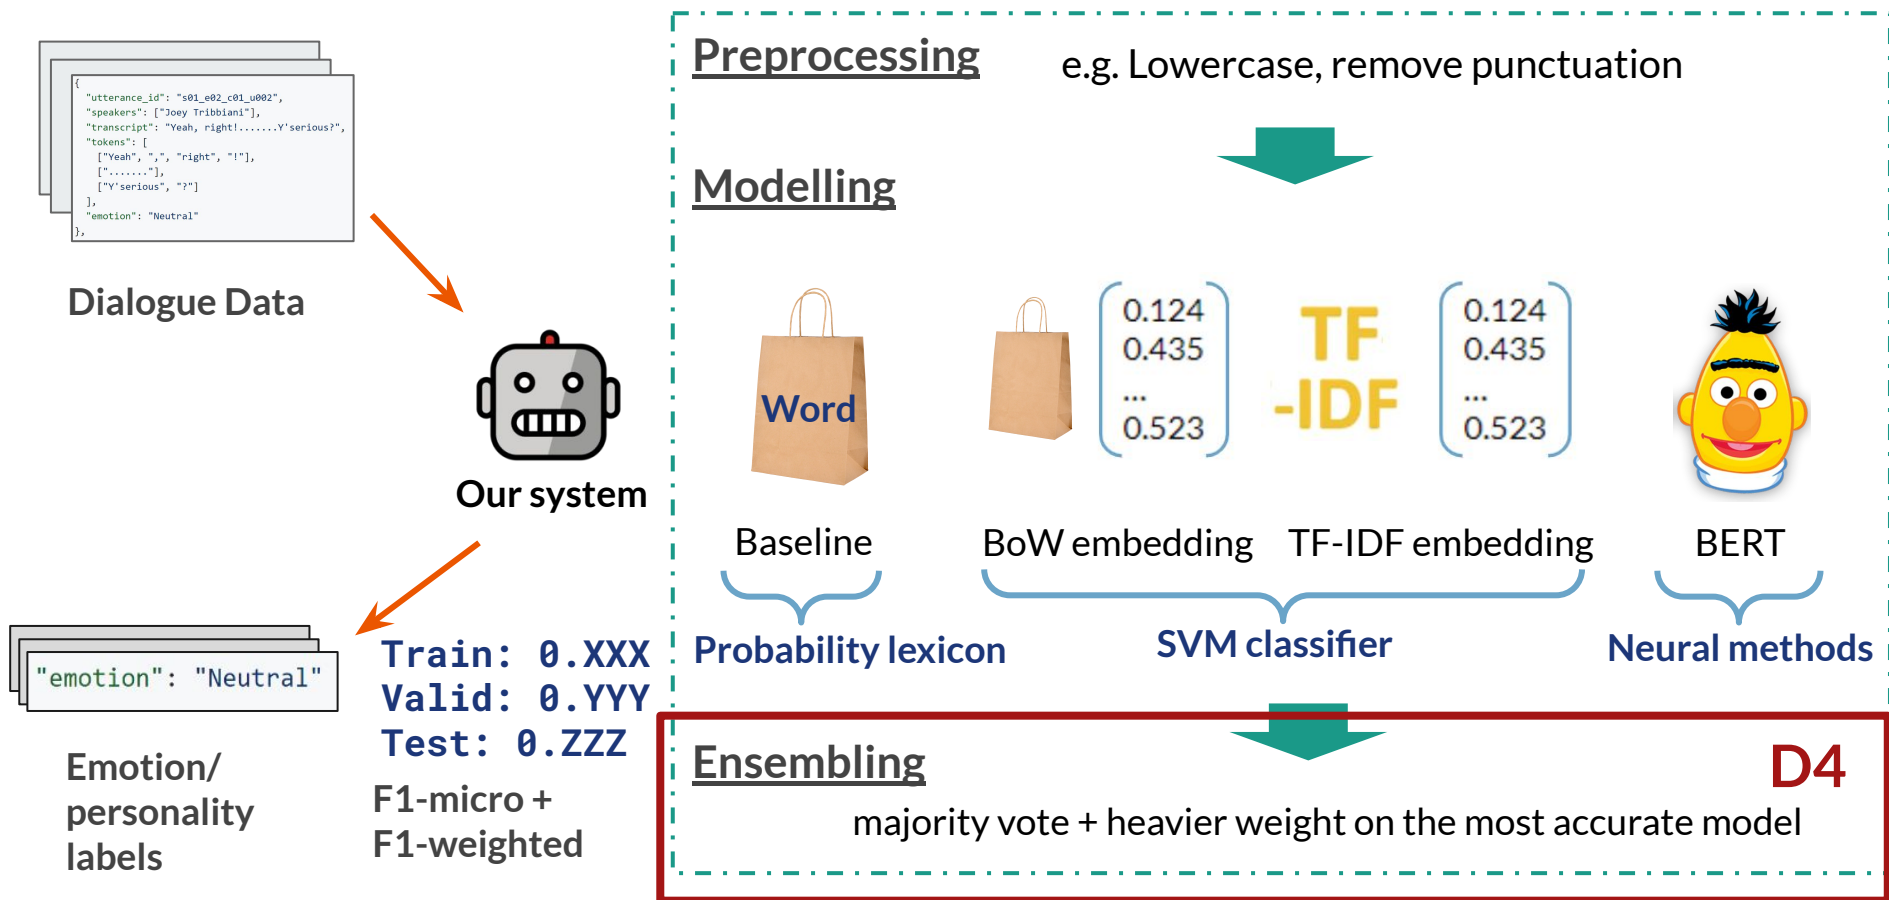 {
"utterance_id": "s01_e02_c01_u002",
"speakers": ["Joey Tribbiani"],
"transcript": "Yeah, right!.......Y'serious?",
"tokens": [
["Yeah", ",", "right", "!"],
["......."],
["Y'serious", "?"]
],
"emotion": "Neutral"
},
Dialogue Data
Our system
"emotion": "Neutral"
Emotion/
personality
labels
Train: 0.XXX
Valid: 0.YYY
Test: 0.ZZZ
F1-micro +
F1-weighted
Preprocessing
e.g. Lowercase, remove punctuation
Modelling
Word
0.124
0.435
...
0.523
TF
-IDF
0.124
0.435
...
0.523
Baseline
BoW embedding
TF-IDF embedding
BERT
Probability lexicon
SVM classifier
Neural methods
Ensembling
D4
majority vote + heavier weight on the most accurate model